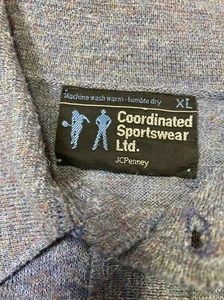 Machine wash warm - tumble dry XL
Coordinated
Sportswear
Ltd.
JCPenney